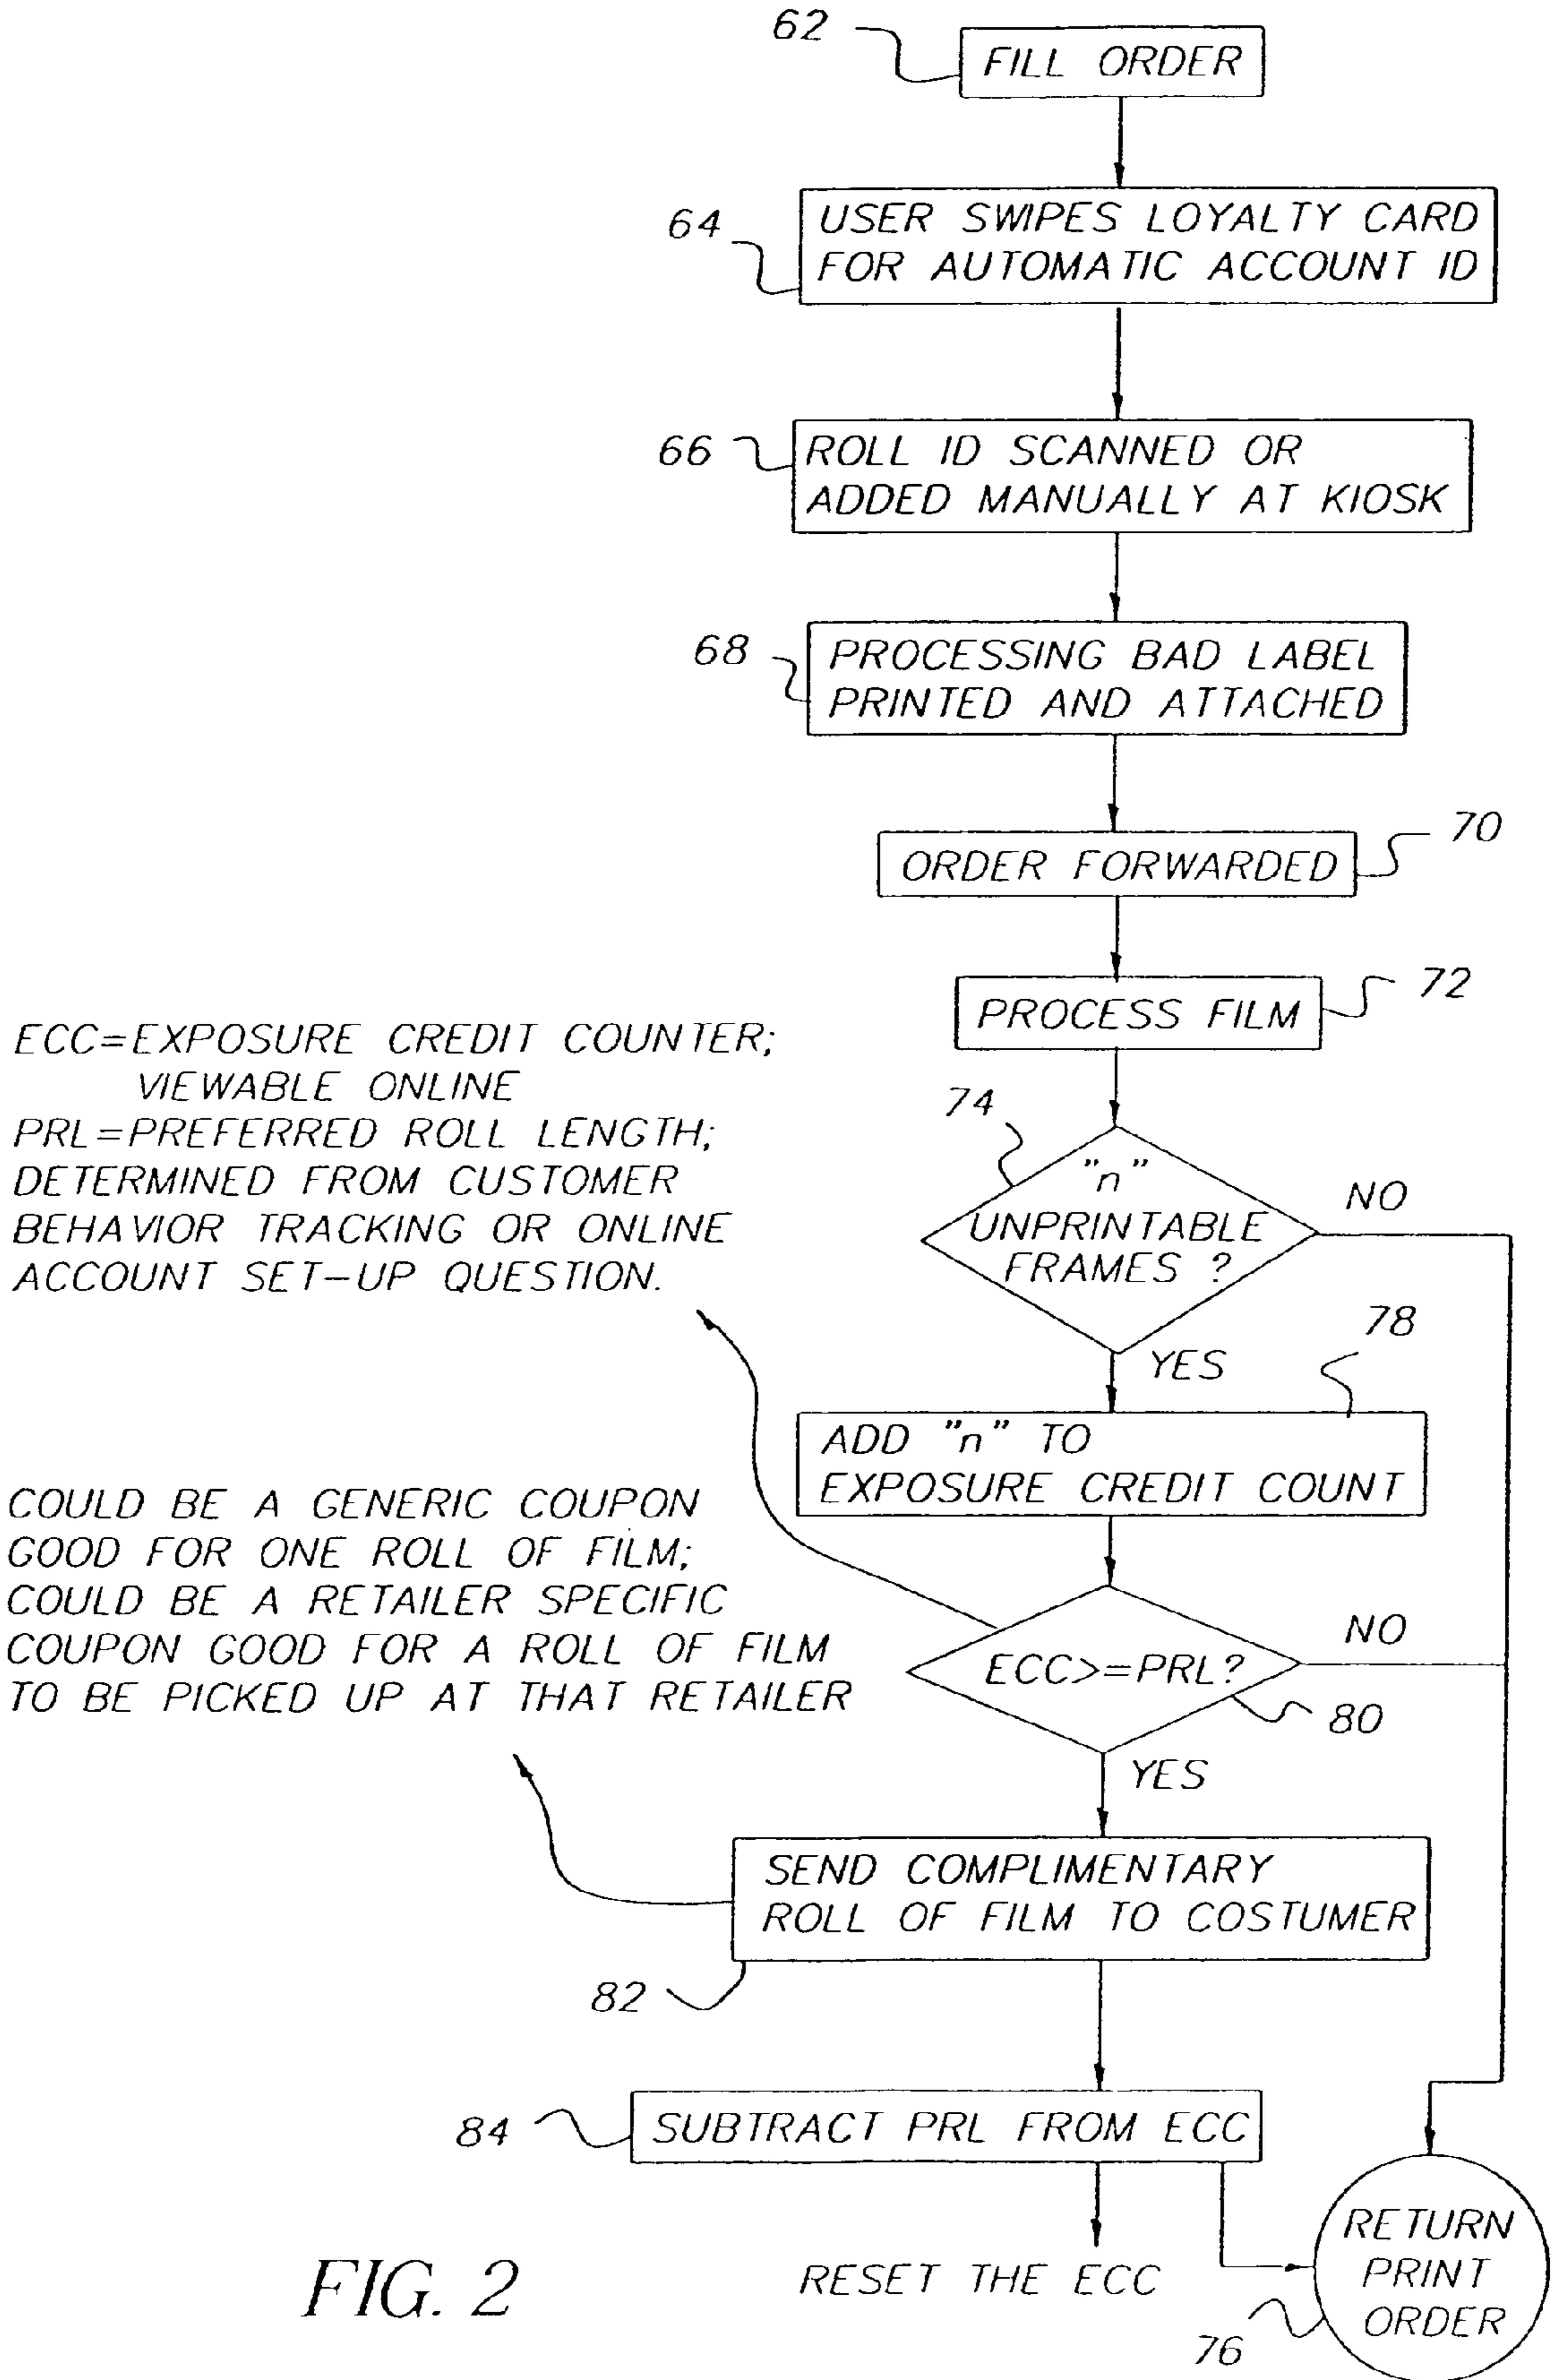 62
FILL ORDER
64
USER SWIPES LOYALTY CARD
FOR AUTOMATIC ACCOUNT ID
66
ROLL ID SCANNED OR
ADDED MANUALLY AT KIOSK
68
PROCESSING BAD LABEL
PRINTED AND ATTACHED
70
ORDER FORWARDED
72
PROCESS FILM
ECC=EXPOSURE CREDIT COUNTER;
VIEWABLE ONLINE
PRL=PREFERRED ROLL LENGTH;
DETERMINED FROM CUSTOMER
BEHAVIOR TRACKING OR ONLINE
ACCOUNT SET-UP QUESTION.
74
"n"
UNPRINTABLE
FRAMES ?
NO
YES
78
ADD "n" TO
EXPOSURE CREDIT COUNT
COULD BE A GENERIC COUPON
GOOD FOR ONE ROLL OF FILM;
COULD BE A RETAILER SPECIFIC
COUPON GOOD FOR A ROLL OF FILM
TO BE PICKED UP AT THAT RETAILER
ECC>=PRL?
NO
80
YES
SEND COMPLIMENTARY
ROLL OF FILM TO COSTUMER
82
84
SUBTRACT PRL FROM ECC
RESET THE ECC
RETURN
PRINT
ORDER
76
FIG. 2